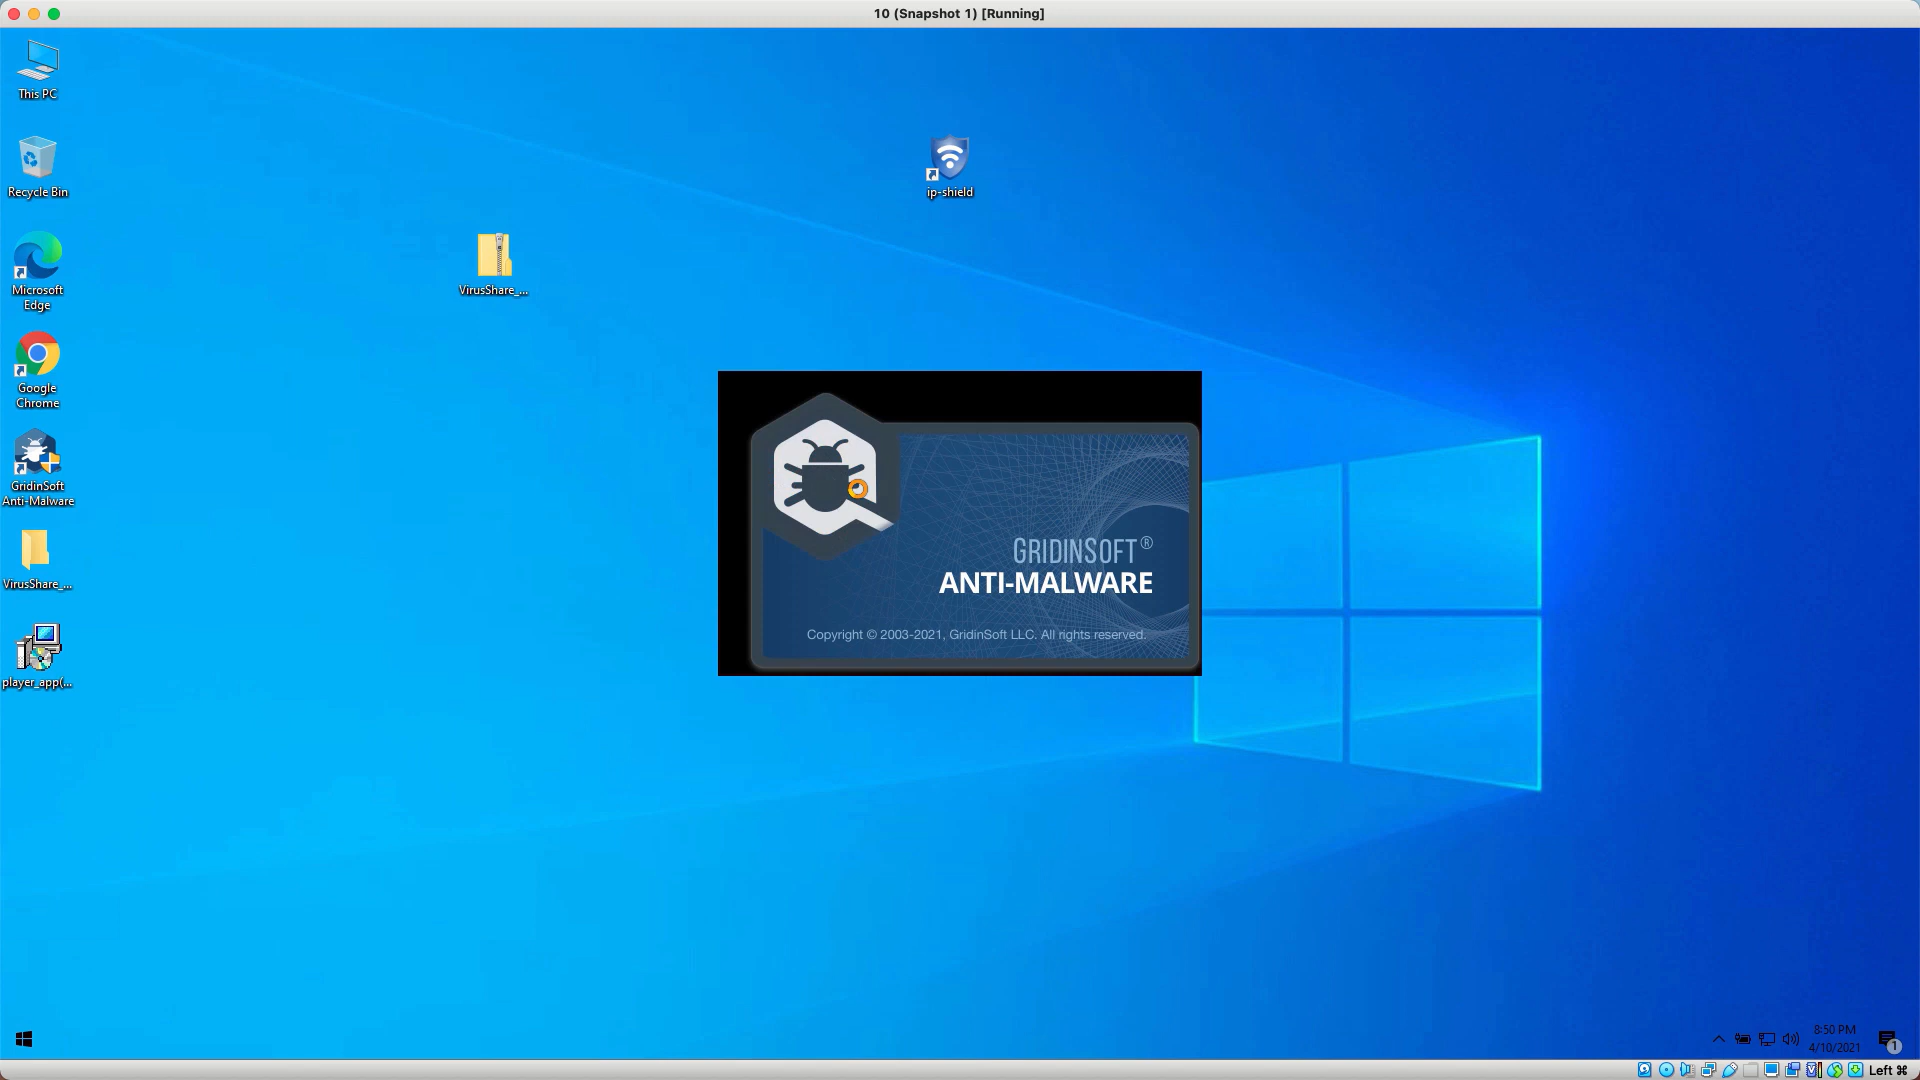 10 (Snapshot 1) [Running]
This PC
Recycle Bin
Microsoft
Edge
Google
Chrome
GridinSoft
Anti-Malware
VirusShare_...
player_app(...
VirusShare_...
ip-shield
GRIDINSOFT®
ANTI-MALWARE
Copyright © 2003-2021, GridinSoft LLC. All rights reserved.
8:50 PM
4/10/2021
1
Left ⌘